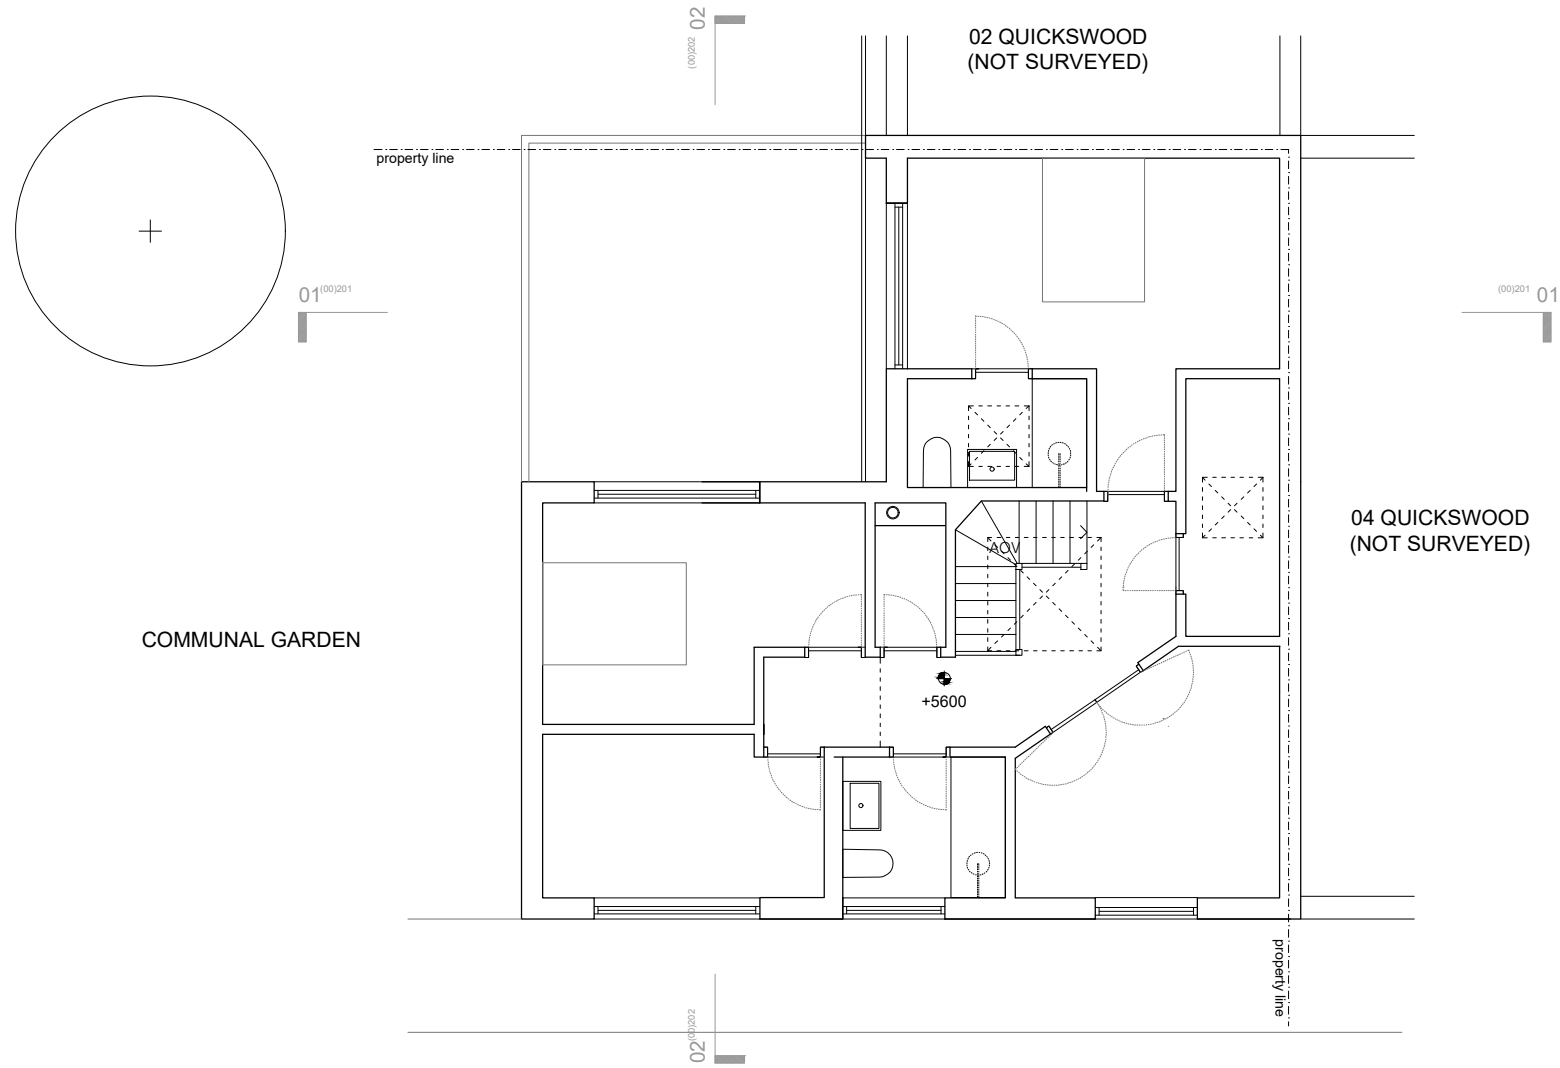 02
(00)202
02 QUICKSWOOD
(NOT SURVEYED)
property line
01
(00)201
(00)201
01
04 QUICKSWOOD
(NOT SURVEYED)
AOV
COMMUNAL GARDEN
+5600
property line
02
(00)202